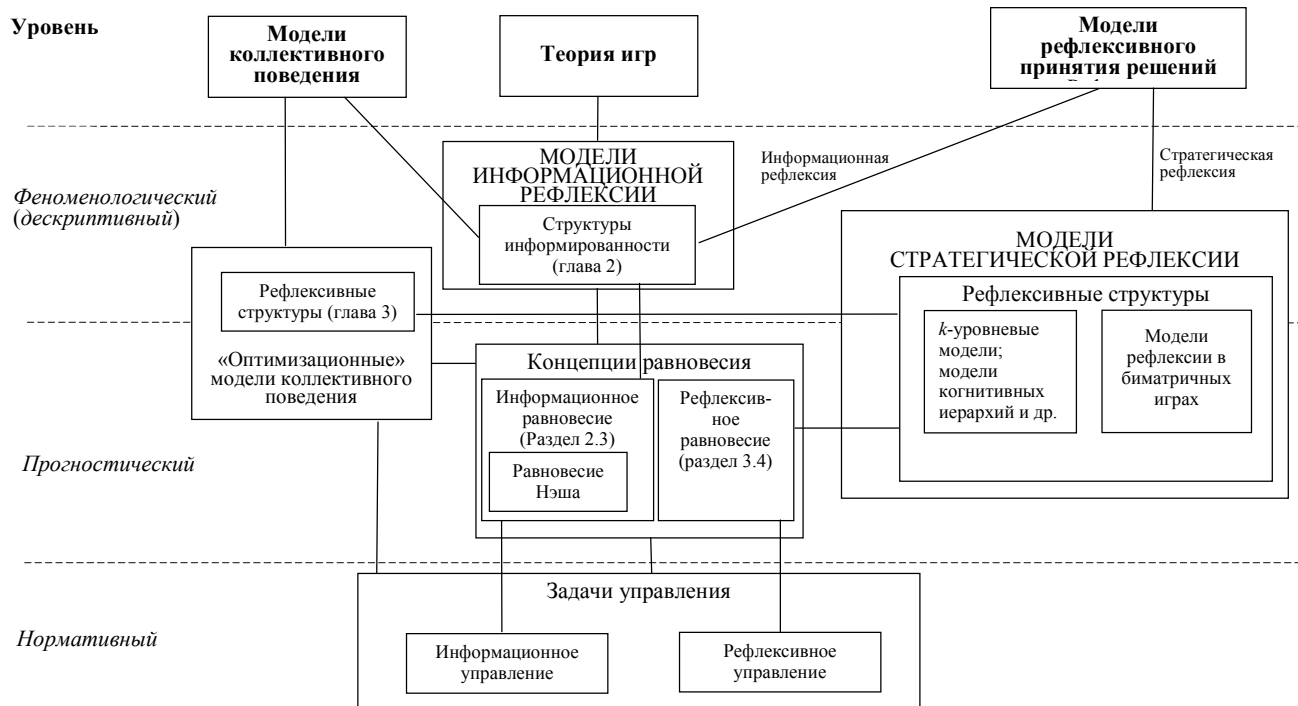 Уровень
Модели
коллективного
поведения
Теория игр
Модели
рефлексивного
принятия решений
МОДЕЛИ
ИНФОРМАЦИОННОЙ
РЕФЛЕКСИИ
Информационная
рефлексия
Стратегическая
рефлексия
Феноменологический
(дескриптивный)
Структуры
информированности
(глава 2)
МОДЕЛИ
СТРАТЕГИЧЕСКОЙ РЕФЛЕКСИИ
Рефлексивные
структуры (глава 3)
«Оптимизационные»
модели коллективного
поведения
Рефлексивные структуры
k-уровневые
модели;
модели
когнитивных
иерархий и др.
Модели
рефлексии в
биматричных
играх
Концепции равновесия
Информационное
равновесие
(Раздел 2.3)
Равновесие
Нэша
Рефлексив-
ное
равновесие
(раздел 3.4)
Прогностический
Задачи управления
Нормативный
Информационное
управление
Рефлексивное
управление